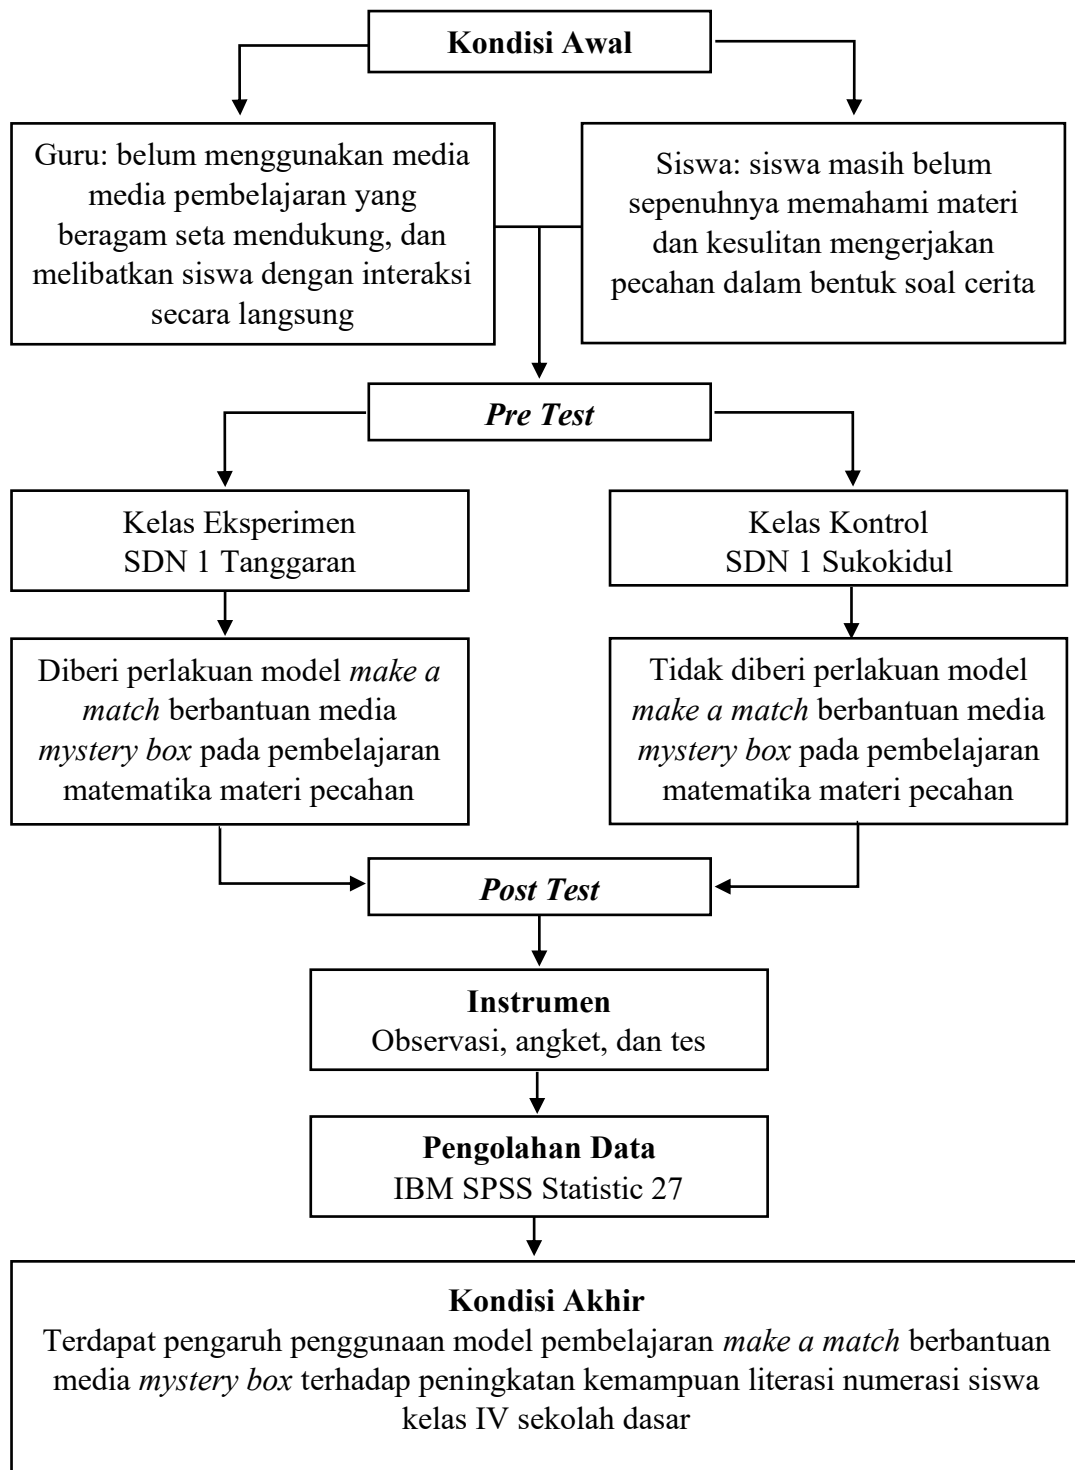 Kondisi Awal
Guru: belum menggunakan media
media pembelajaran yang
beragam seta mendukung, dan
melibatkan siswa dengan interaksi
secara langsung
Siswa: siswa masih belum
sepenuhnya memahami materi
dan kesulitan mengerjakan
pecahan dalam bentuk soal cerita
Pre Test
Kelas Eksperimen
SDN 1 Tanggaran
Kelas Kontrol
SDN 1 Sukokidul
Diberi perlakuan model make a
match berbantuan media
mystery box pada pembelajaran
matematika materi pecahan
Tidak diberi perlakuan model
make a match berbantuan media
mystery box pada pembelajaran
matematika materi pecahan
Post Test
Instrumen
Observasi, angket, dan tes
Pengolahan Data
IBM SPSS Statistic 27
Kondisi Akhir
Terdapat pengaruh penggunaan model pembelajaran make a match berbantuan
media mystery box terhadap peningkatan kemampuan literasi numerasi siswa
kelas IV sekolah dasar